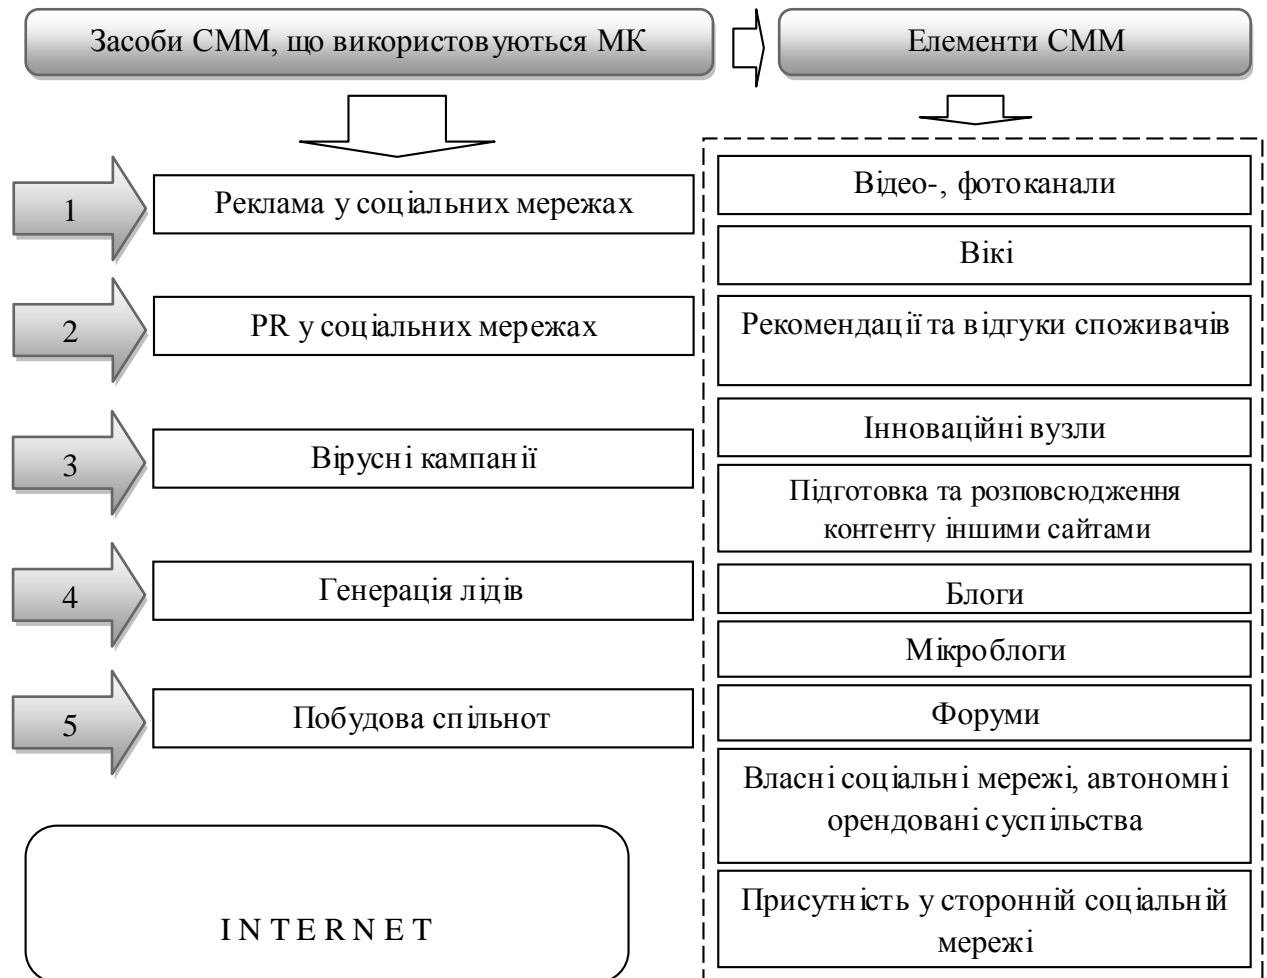 Засоби СММ, що використовуються МК
Елементи СММ
1
Реклама у соціальних мережах
2
PR у соціальних мережах
3
Вірусні кампанії
4
Генерація лідів
5
Побудова спільнот
INTERNET
Відео-, фотоканали
Вікі
Рекомендації та відгуки споживачів
Інноваційні вузли
Підготовка та розповсюдження
контенту іншими сайтами
Блоги
Мікроблоги
Форуми
Власні соціальні мережі, автономні
орендовані суспільства
Присутність у сторонній соціальній
мережі